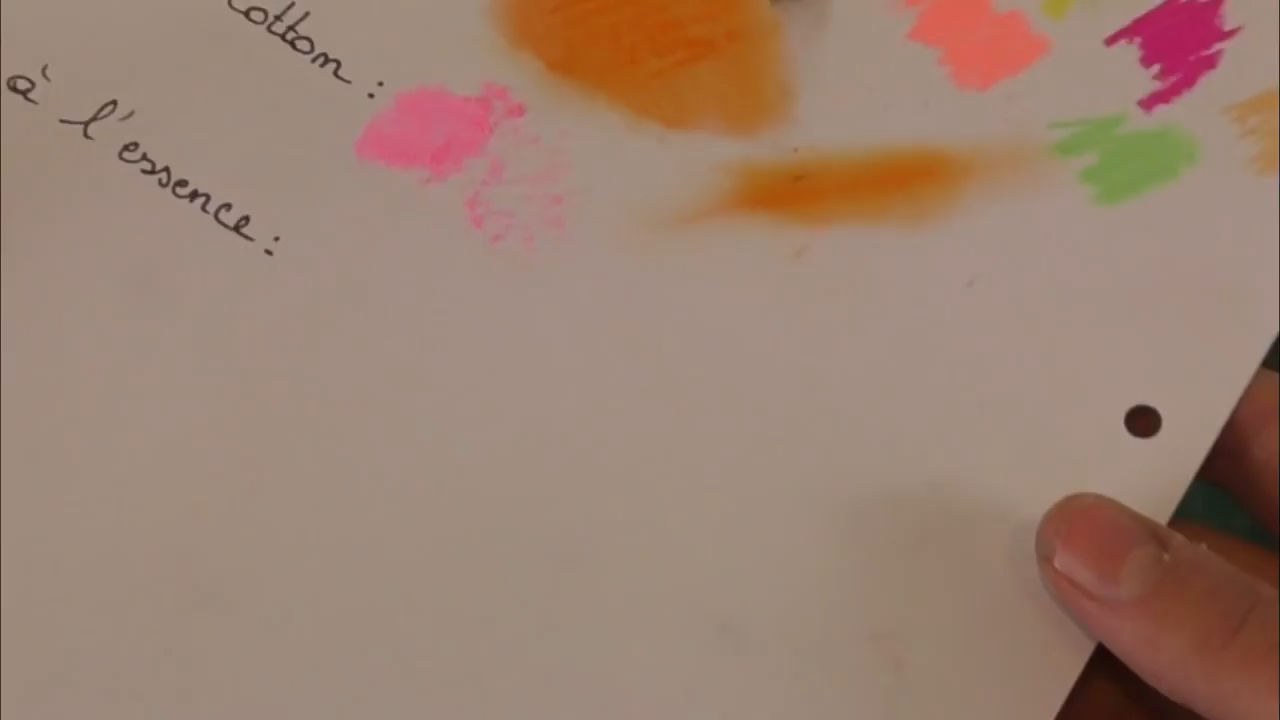 cotton :
à l'essence :